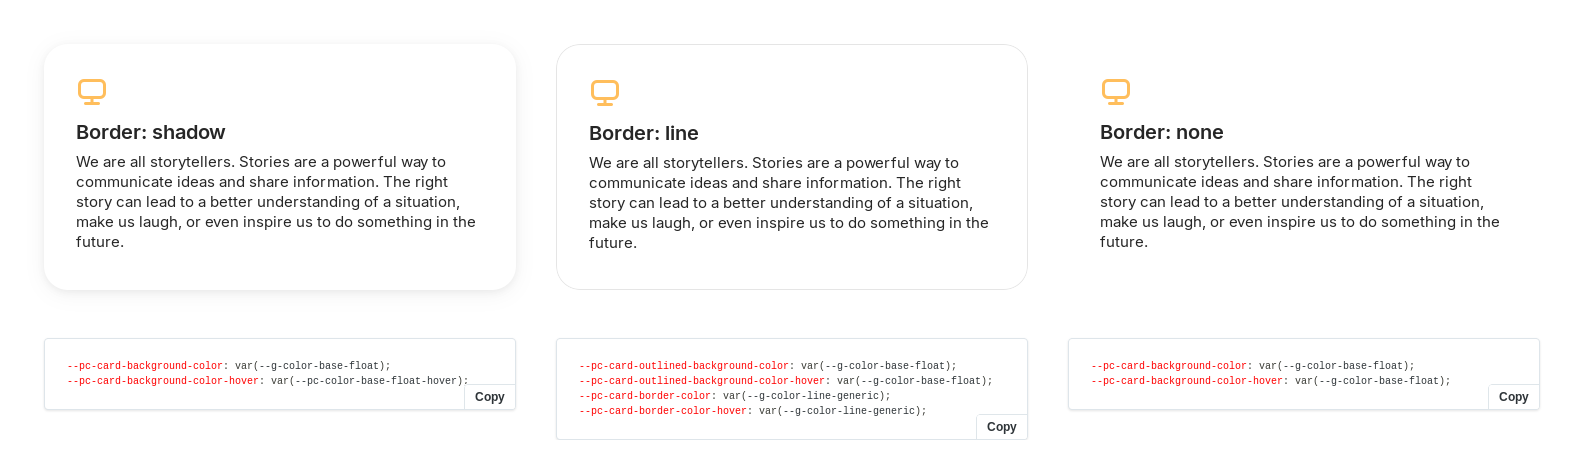 Border: shadow
We are all storytellers. Stories are a powerful way to
communicate ideas and share information. The right
story can lead to a better understanding of a situation,
make us laugh, or even inspire us to do something in the
future.
Border: line
We are all storytellers. Stories are a powerful way to
communicate ideas and share information. The right
story can lead to a better understanding of a situation,
make us laugh, or even inspire us to do something in the
future.
Border: none
We are all storytellers. Stories are a powerful way to
communicate ideas and share information. The right
story can lead to a better understanding of a situation,
make us laugh, or even inspire us to do something in the
future.
--pc-card-background-color: var(--g-color-base-float);
--pc-card-background-color-hover: var(--pc-color-base-float-hover);
Copy
--pc-card-outlined-background-color: var(--g-color-base-float);
--pc-card-outlined-background-color-hover: var(--g-color-base-float);
--pc-card-border-color: var(--g-color-line-generic);
--pc-card-border-color-hover: var(--g-color-line-generic);
Copy
--pc-card-background-color: var(--g-color-base-float);
--pc-card-background-color-hover: var(--g-color-base-float);
Copy